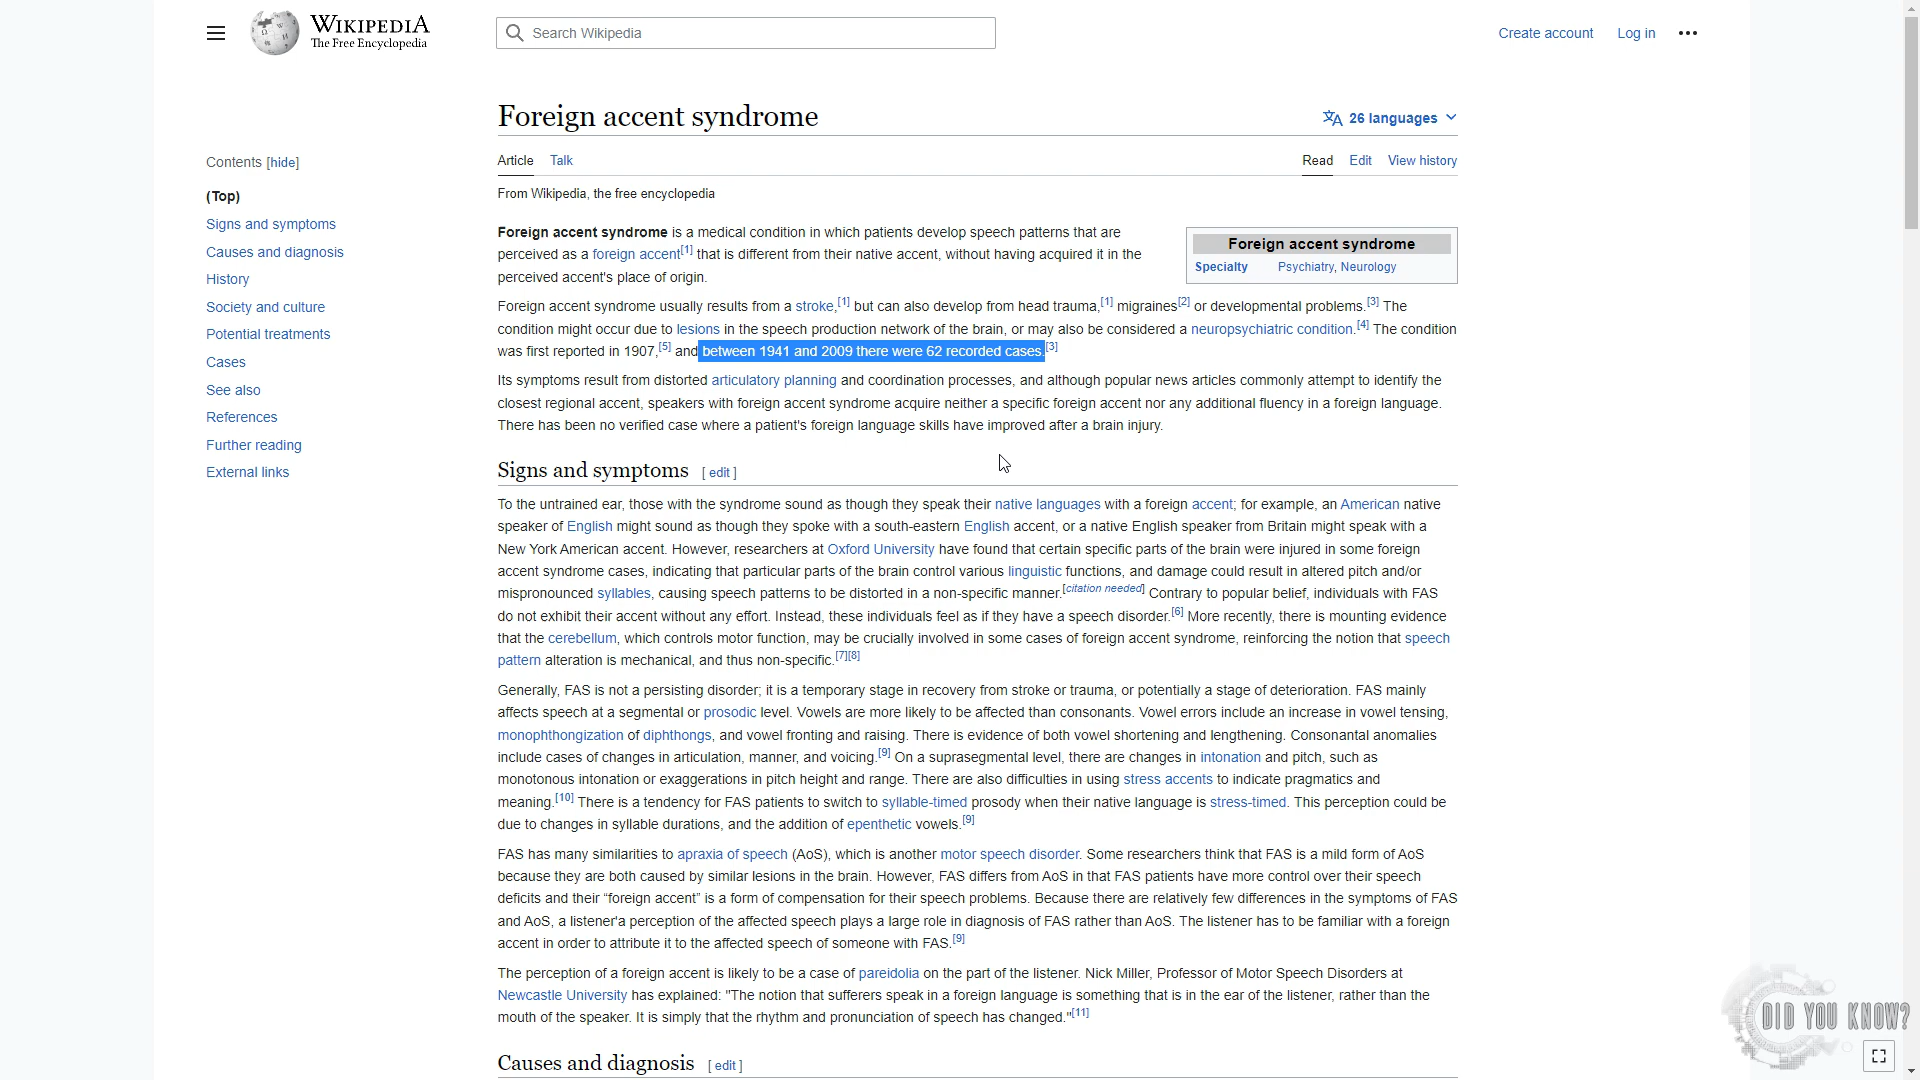 WIKIPEDIA
The Free Encyclopedia
Search Wikipedia
Create account
Log in
Foreign accent syndrome
26 languages
Contents [hide]
(Top)
Signs and symptoms
Causes and diagnosis
History
Society and culture
Potential treatments
Cases
See also
References
Further reading
External links
Article
Talk
Read
Edit
View history
From Wikipedia, the free encyclopedia
Foreign accent syndrome is a medical condition in which patients develop speech patterns that are
perceived as a foreign accent[1] that is different from their native accent, without having acquired it in the
perceived accent's place of origin.
Foreign accent syndrome
Specialty Psychiatry, Neurology
Foreign accent syndrome usually results from a stroke,[1] but can also develop from head trauma,[1] migraines[2] or developmental problems.[3] The
condition might occur due to lesions in the speech production network of the brain, or may also be considered a neuropsychiatric condition.[4] The condition
was first reported in 1907,[5] and between 1941 and 2009 there were 62 recorded cases.[3]
Its symptoms result from distorted articulatory planning and coordination processes, and although popular news articles commonly attempt to identify the
closest regional accent, speakers with foreign accent syndrome acquire neither a specific foreign accent nor any additional fluency in a foreign language.
There has been no verified case where a patient's foreign language skills have improved after a brain injury.
Signs and symptoms [ edit ]
To the untrained ear, those with the syndrome sound as though they speak their native languages with a foreign accent; for example, an American native
speaker of English might sound as though they spoke with a south-eastern English accent, or a native English speaker from Britain might speak with a
New York American accent. However, researchers at Oxford University have found that certain specific parts of the brain were injured in some foreign
accent syndrome cases, indicating that particular parts of the brain control various linguistic functions, and damage could result in altered pitch and/or
mispronounced syllables, causing speech patterns to be distorted in a non-specific manner.[citation needed] Contrary to popular belief, individuals with FAS
do not exhibit their accent without any effort. Instead, these individuals feel as if they have a speech disorder.[6] More recently, there is mounting evidence
that the cerebellum, which controls motor function, may be crucially involved in some cases of foreign accent syndrome, reinforcing the notion that speech
pattern alteration is mechanical, and thus non-specific.[7][8]
Generally, FAS is not a persisting disorder; it is a temporary stage in recovery from stroke or trauma, or potentially a stage of deterioration. FAS mainly
affects speech at a segmental or prosodic level. Vowels are more likely to be affected than consonants. Vowel errors include an increase in vowel tensing,
monophthongization of diphthongs, and vowel fronting and raising. There is evidence of both vowel shortening and lengthening. Consonantal anomalies
include cases of changes in articulation, manner, and voicing.[9] On a suprasegmental level, there are changes in intonation and pitch, such as
monotonous intonation or exaggerations in pitch height and range. There are also difficulties in using stress accents to indicate pragmatics and
meaning.[10] There is a tendency for FAS patients to switch to syllable-timed prosody when their native language is stress-timed. This perception could be
due to changes in syllable durations, and the addition of epenthetic vowels.[9]
FAS has many similarities to apraxia of speech (AoS), which is another motor speech disorder. Some researchers think that FAS is a mild form of AoS
because they are both caused by similar lesions in the brain. However, FAS differs from AoS in that FAS patients have more control over their speech
deficits and their “foreign accent” is a form of compensation for their speech problems. Because there are relatively few differences in the symptoms of FAS
and AoS, a listener'a perception of the affected speech plays a large role in diagnosis of FAS rather than AoS. The listener has to be familiar with a foreign
accent in order to attribute it to the affected speech of someone with FAS.[9]
The perception of a foreign accent is likely to be a case of pareidolia on the part of the listener. Nick Miller, Professor of Motor Speech Disorders at
Newcastle University has explained: "The notion that sufferers speak in a foreign language is something that is in the ear of the listener, rather than the
mouth of the speaker. It is simply that the rhythm and pronunciation of speech has changed."[11]
Causes and diagnosis [ edit ]
DID YOU KNOW?